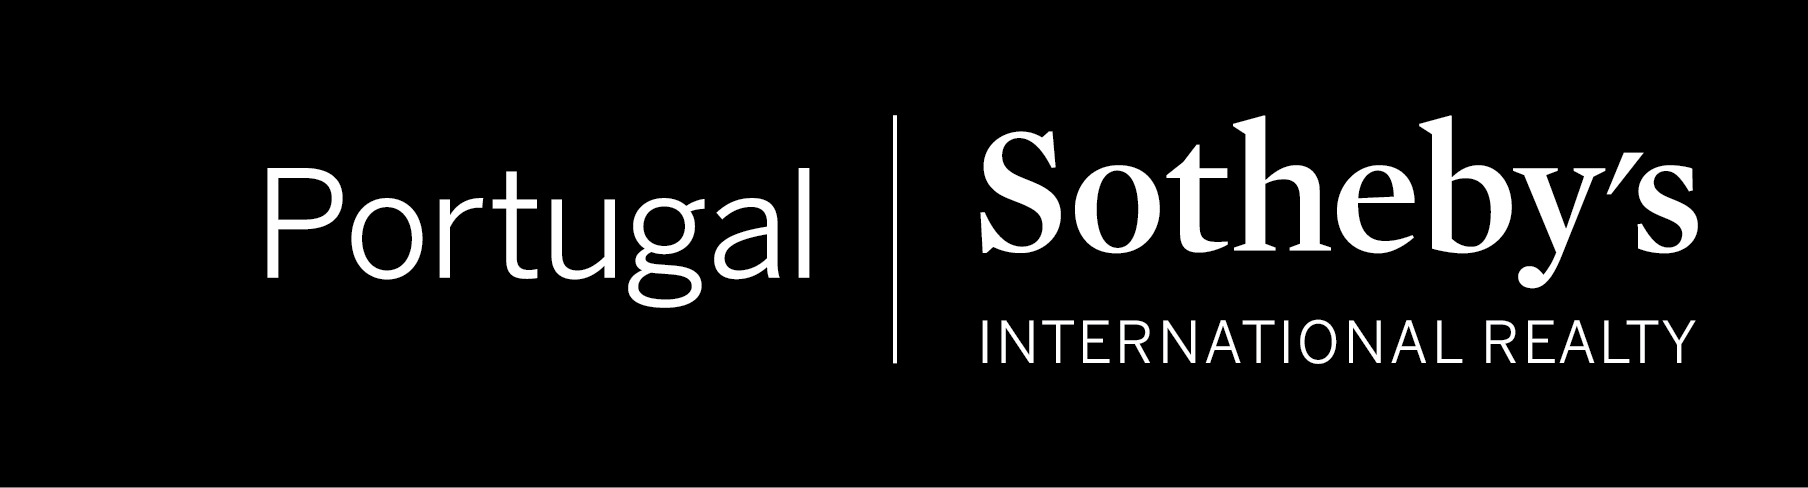 Portugal
Sotheby's
INTERNATIONAL REALTY